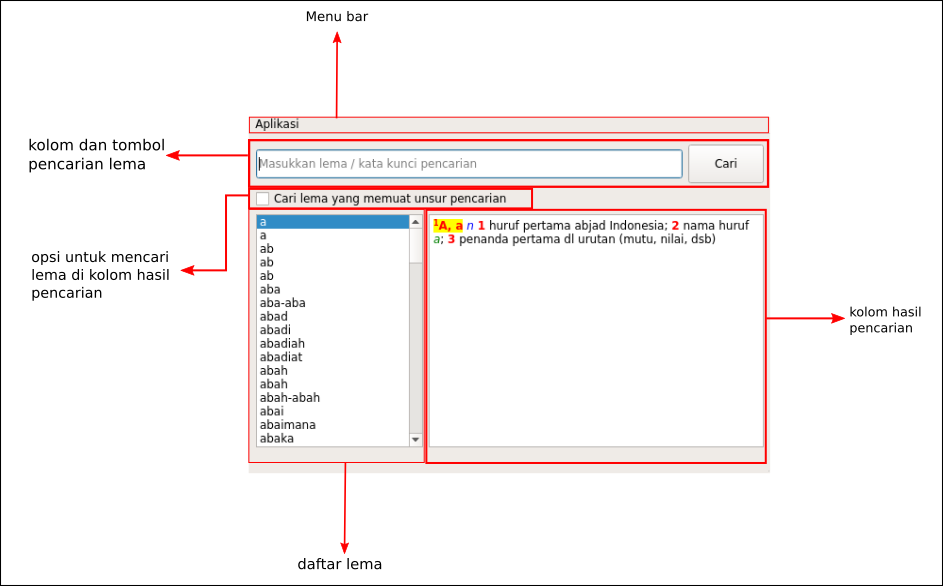 Menu bar
Aplikasi
kolom dan tombol
pencarian lema
Masukkan lema / kata kunci pencarian
Cari
Cari lema yang memuat unsur pencarian
opsi untuk mencari
lema di kolom hasil
pencarian
a
a
ab
ab
ab
aba
aba-aba
abad
abadi
abadiah
abadiat
abah
abah
abah-abah
abai
abaimana
abaka
¹A, a n 1 huruf pertama abjad Indonesia; 2 nama huruf
a; 3 penanda pertama dl urutan (mutu, nilai, dsb)
kolom hasil
pencarian
daftar lema